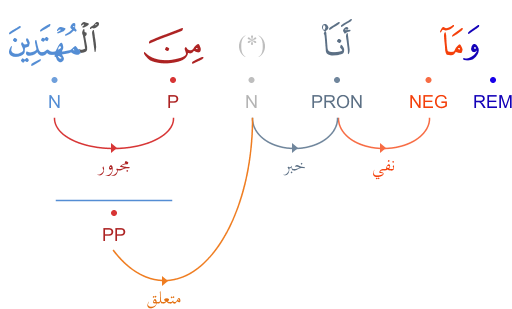 وَمَآ أَنَا۠ (*) مِنَ ٱلْمُهْتَدِينَ
REM NEG PRON N P N
نفي خبر مجرور
PP
متعلق